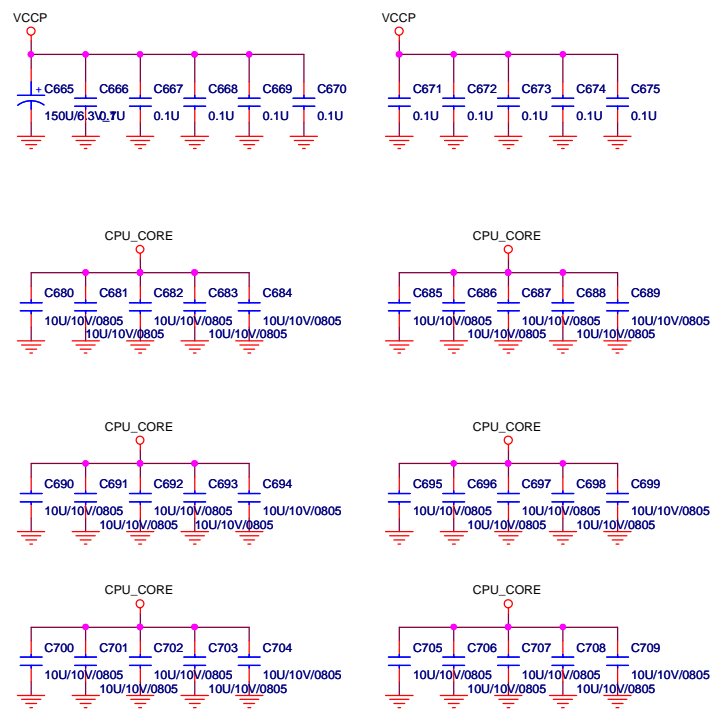 VCCP VCCP
+ C665 C666 C667 C668 C669 C670 C671 C672 C673 C674 C675
150U/6.3V_7 0.1U 0.1U 0.1U 0.1U 0.1U 0.1U 0.1U 0.1U 0.1U 0.1U
CPU_CORE CPU_CORE
C680 C681 C682 C683 C684 C685 C686 C687 C688 C689
10U/10V/0805 10U/10V/0805 10U/10V/0805 10U/10V/0805 10U/10V/0805 10U/10V/0805
10U/10V/0805 10U/10V/0805 10U/10V/0805 10U/10V/0805
CPU_CORE CPU_CORE
C690 C691 C692 C693 C694 C695 C696 C697 C698 C699
10U/10V/0805 10U/10V/0805 10U/10V/0805 10U/10V/0805 10U/10V/0805 10U/10V/0805
10U/10V/0805 10U/10V/0805 10U/10V/0805 10U/10V/0805
CPU_CORE CPU_CORE
C700 C701 C702 C703 C704 C705 C706 C707 C708 C709
10U/10V/0805 10U/10V/0805 10U/10V/0805 10U/10V/0805 10U/10V/0805 10U/10V/0805
10U/10V/0805 10U/10V/0805 10U/10V/0805 10U/10V/0805